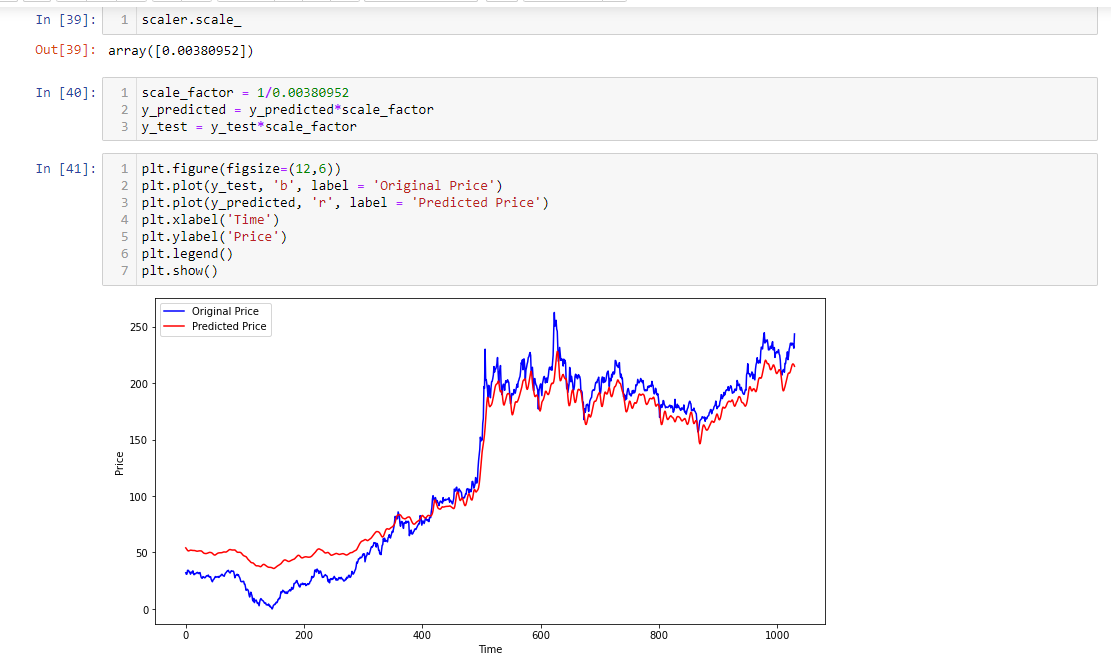 In [39]: 1 scaler.scale_
Out[39]: array([0.00380952])
In [40]: 1 scale_factor = 1/0.00380952
2 y_predicted = y_predicted*scale_factor
3 y_test = y_test*scale_factor
In [41]: 1 plt.figure(figsize=(12,6))
2 plt.plot(y_test, 'b', label = 'Original Price')
3 plt.plot(y_predicted, 'r', label = 'Predicted Price')
4 plt.xlabel('Time')
5 plt.ylabel('Price')
6 plt.legend()
7 plt.show()
Original Price
Predicted Price
250
200
150
100
50
0
Price
0 200 400 600 800 1000
Time